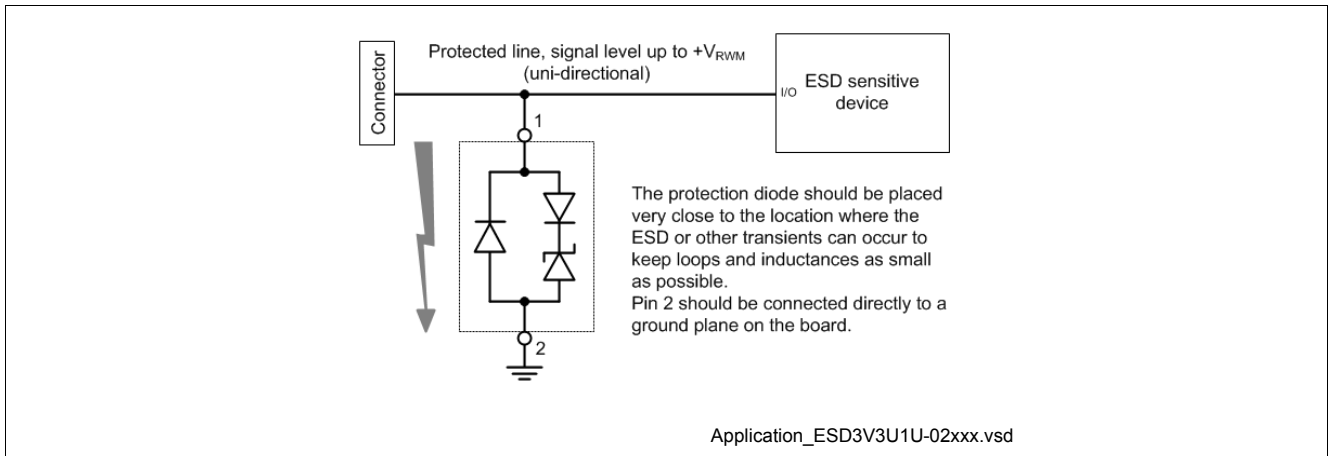 Connector
Protected line, signal level up to +VRWM
(uni-directional)
I/O
ESD sensitive
device
1
The protection diode should be placed
very close to the location where the
ESD or other transients can occur to
keep loops and inductances as small
as possible.
Pin 2 should be connected directly to a
ground plane on the board.
2
Application_ESD3V3U1U-02xxx.vsd